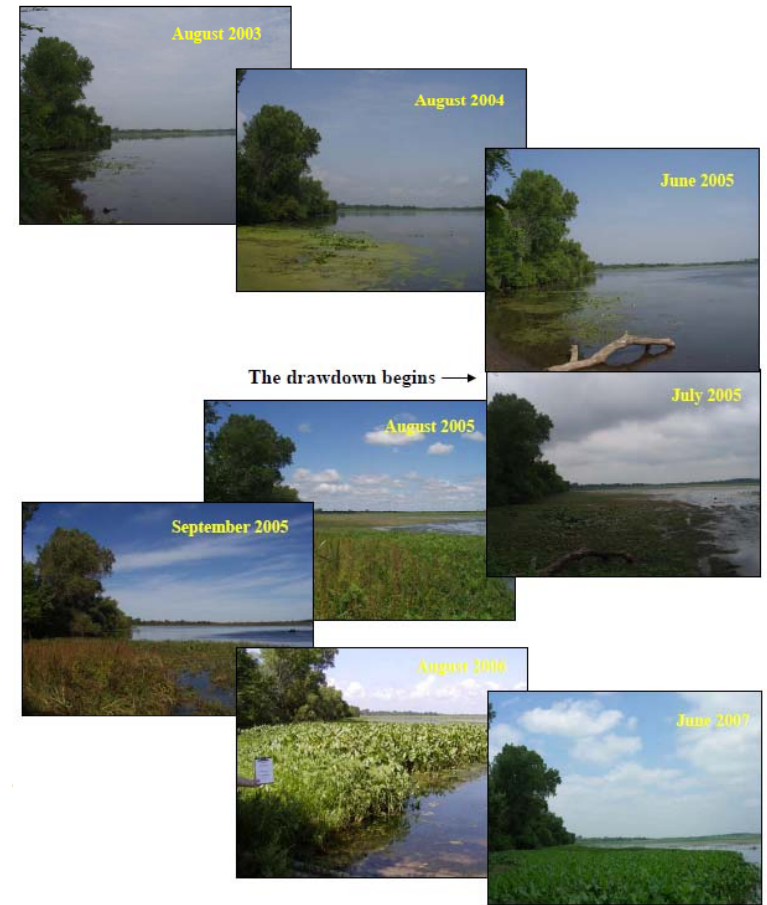 August 2003
August 2004
June 2005
The drawdown begins
July 2005
August 2005
September 2005
August 2006
June 2007